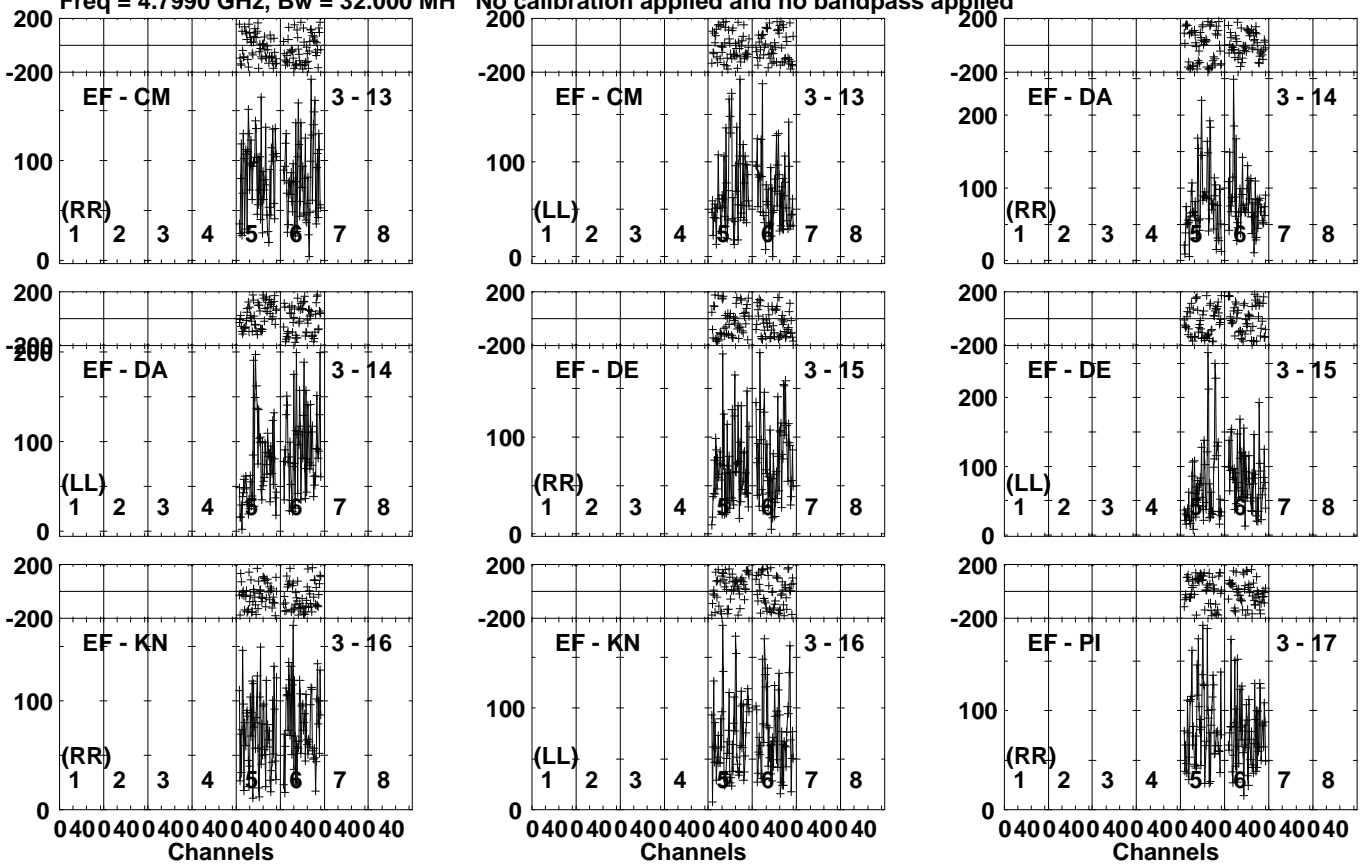 Freq = 4.7990 GHz, Bw = 32.000 MH No calibration applied and no bandpass applied
200 200 200
-200 -200 -200
EF - CM 3 - 13 EF - CM 3 - 13 EF - DA 3 - 14
200
100 100 100
(RR) (LL) (RR)
1 2 3 4 5 6 7 8 1 2 3 4 5 6 7 8 1 2 3 4 5 6 7 8
0 0 0
200 200 200
-200 -200 -200
200
EF - DA 3 - 14 EF - DE 3 - 15 EF - DE 3 - 15
200
100 100 100
(LL) (RR) (LL)
1 2 3 4 5 6 7 8 1 2 3 4 5 6 7 8 1 2 3 4 5 6 7 8
0 0 0
200 200 200
-200 -200 -200
EF - KN 3 - 16 EF - KN 3 - 16 EF - PI 3 - 17
100 100 100
(RR) (LL) (RR)
1 2 3 4 5 6 7 8 1 2 3 4 5 6 7 8 1 2 3 4 5 6 7 8
0 0 0
0 40 0 40 0 40 0 40 0 40 0 40 0 40 0 40 0 40 0 40 0 40 0 40 0 40 0 40 0 40 0 40 0 40 0 40 0 40 0 40 0 40 0 40 0 40 0 40
Channels Channels Channels